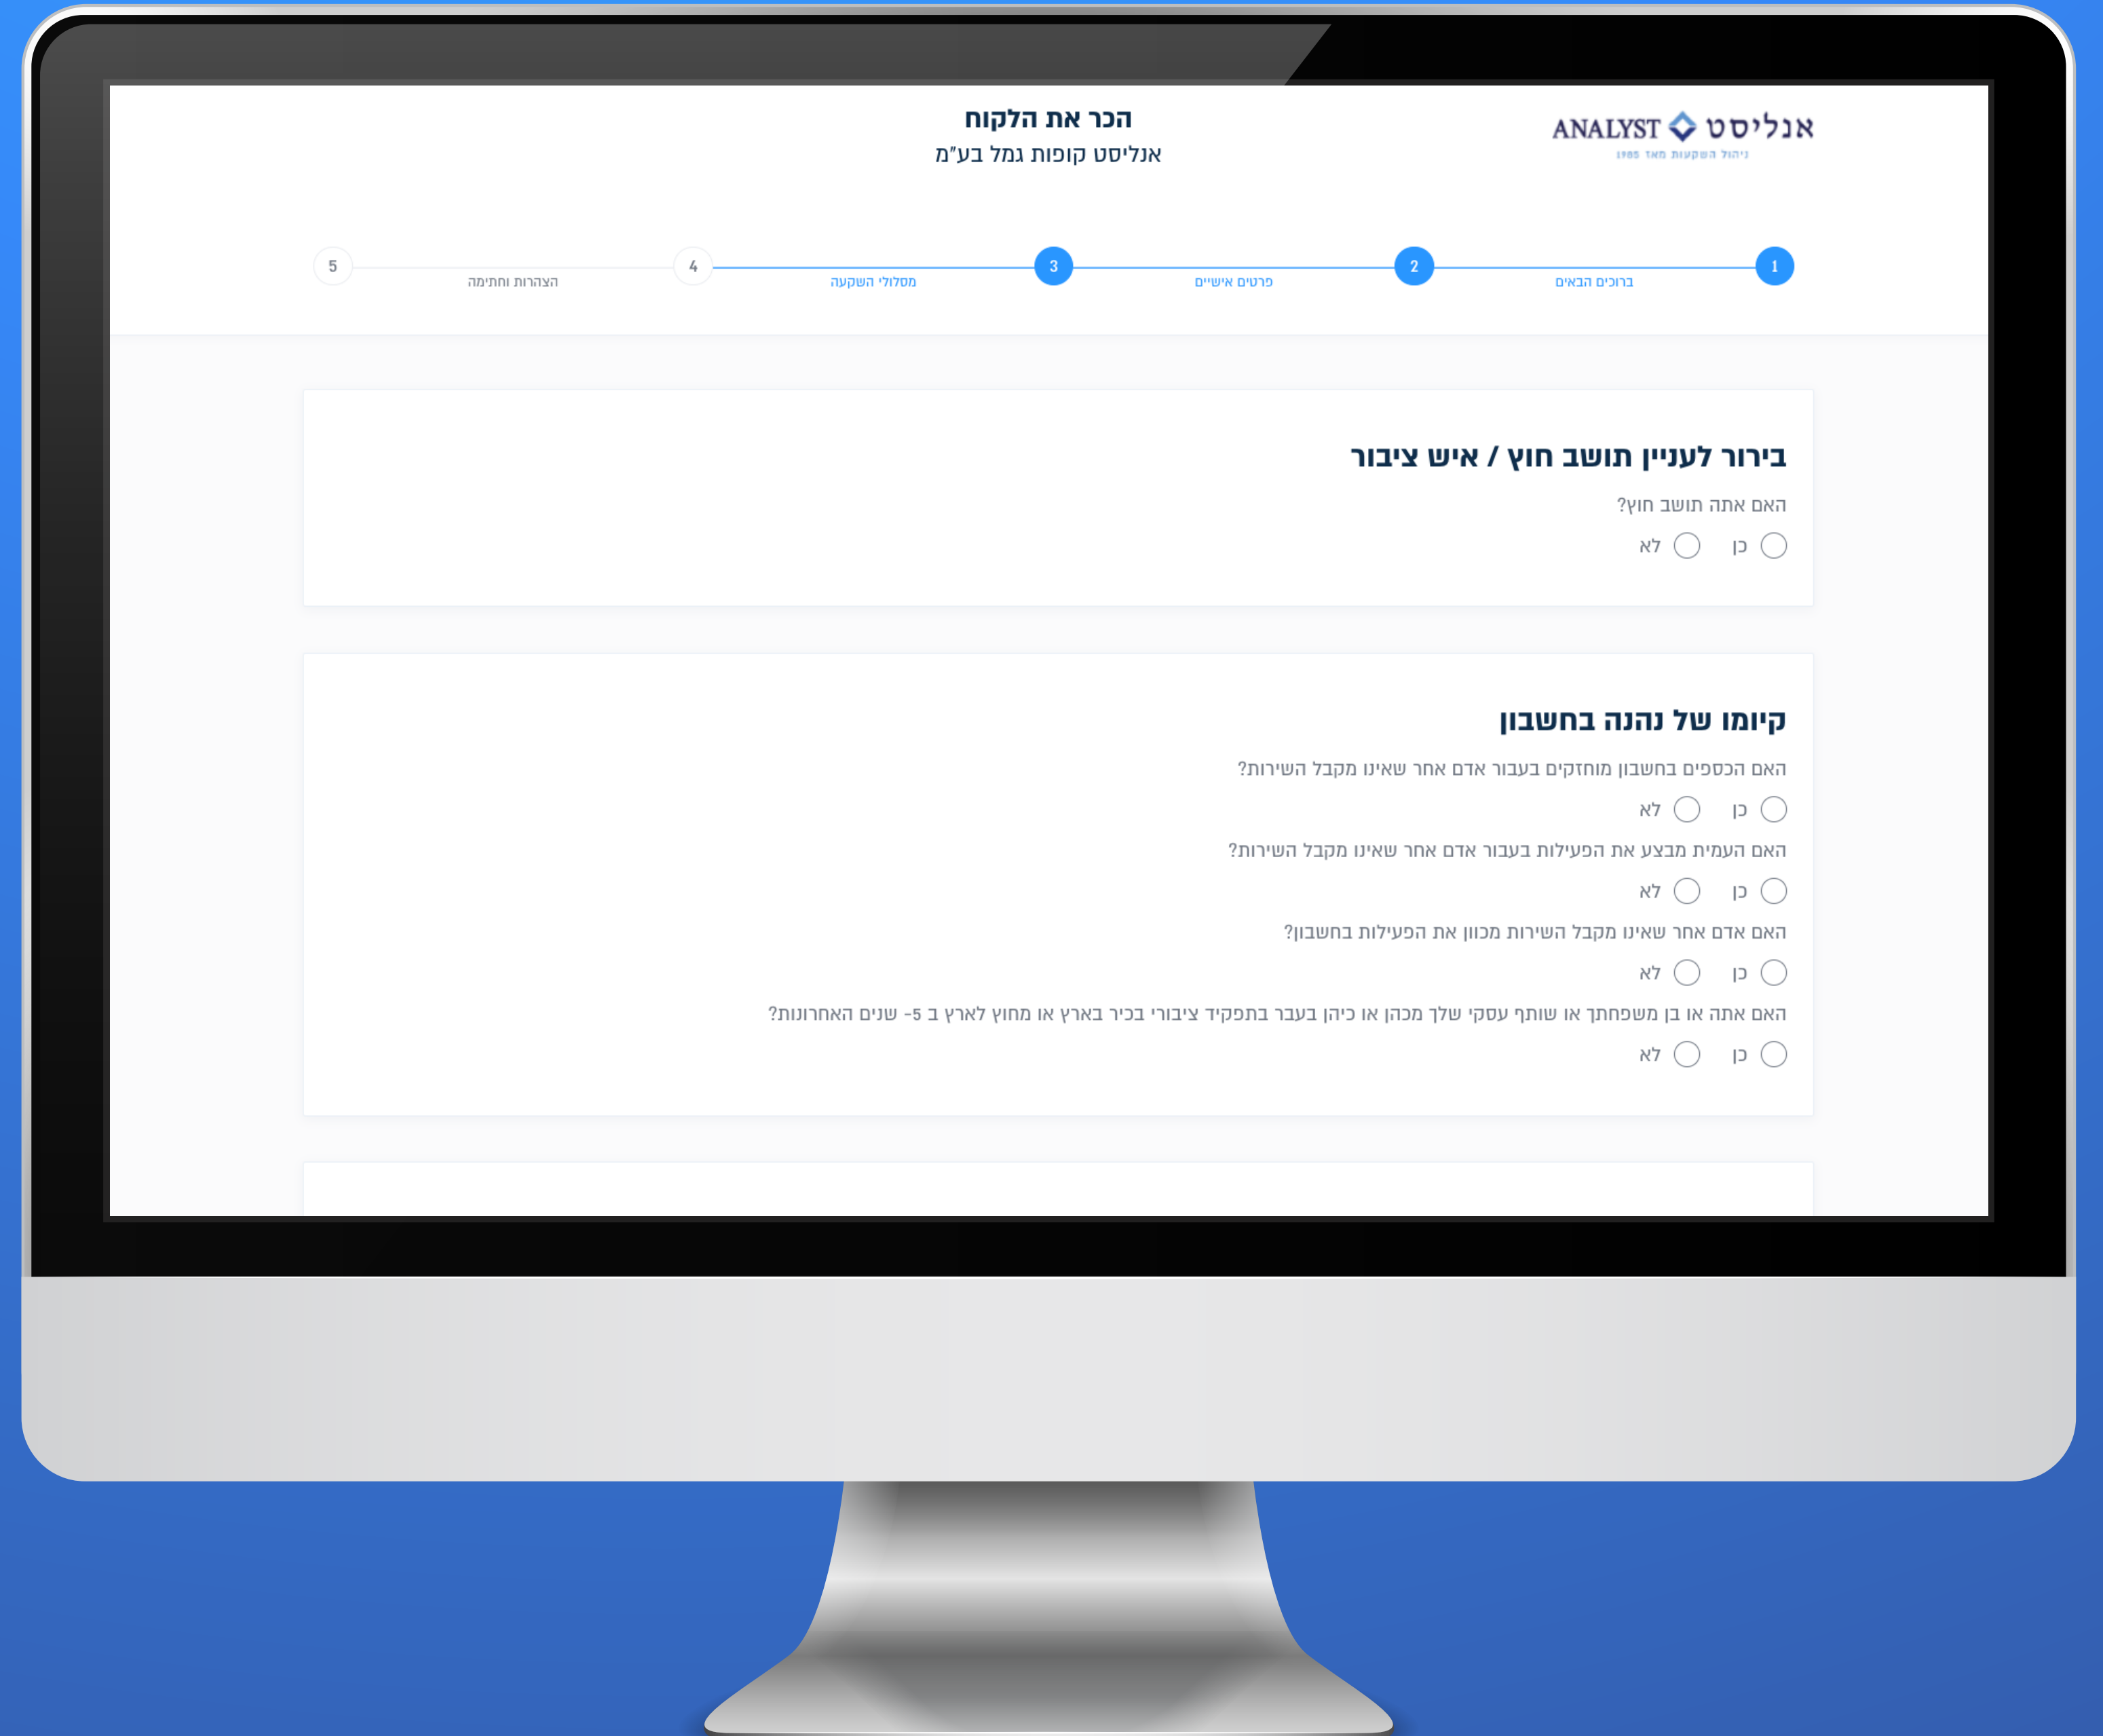 אנליסט ANALYST
ניהול השקעות מאז 1985
הכר את הלקוח
אנליסט קופות גמל בע"מ
1
ברוכים הבאים
2
פרטים אישיים
3
מסלולי השקעה
4
הצהרות וחתימה
5
בירור לעניין תושב חוץ / איש ציבור
האם אתה תושב חוץ?
כן לא
קיומו של נהנה בחשבון
האם הכספים בחשבון מוחזקים בעבור אדם אחר שאינו מקבל השירות?
כן לא
האם העמית מבצע את הפעילות בעבור אדם אחר שאינו מקבל השירות?
כן לא
האם אדם אחר שאינו מקבל השירות מכוון את הפעילות בחשבון?
כן לא
האם אתה או בן משפחתך או שותף עסקי שלך מכהן או כיהן בעבר בתפקיד ציבורי בכיר בארץ או מחוץ לארץ ב 5- שנים האחרונות?
כן לא